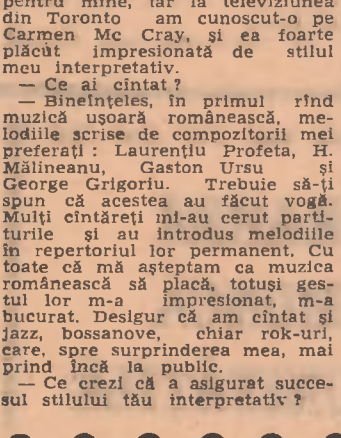 pentru mine, iar la televiziunea
din Toronto am cunoscut-o pe
Carmen Mc Cray, și ea foarte
plăcut impresionată de stilul
meu interpretativ.
— Ce ai cîntat ?
— Bineînțeles, în primul rînd
muzică ușoară românească, me-
lodiile scrise de compozitorii mei
preferați : Laurențiu Profeta, H.
Mălineanu, Gaston Ursu și
George Grigoriu. Trebuie să-ți
spun că acestea au făcut vogă.
Mulți cîntăreți mi-au cerut parti-
turile și au introdus melodiile
în repertoriul lor permanent. Cu
toate că mă așteptam ca muzica
românească să placă, totuși ges-
tul lor m-a impresionat, m-a
bucurat. Desigur că am cîntat și
jazz, bossanove, chiar rok-uri,
care, spre surprinderea mea, mai
prind încă la public.
— Ce crezi că a asigurat succe-
sul stilului tău interpretativ ?